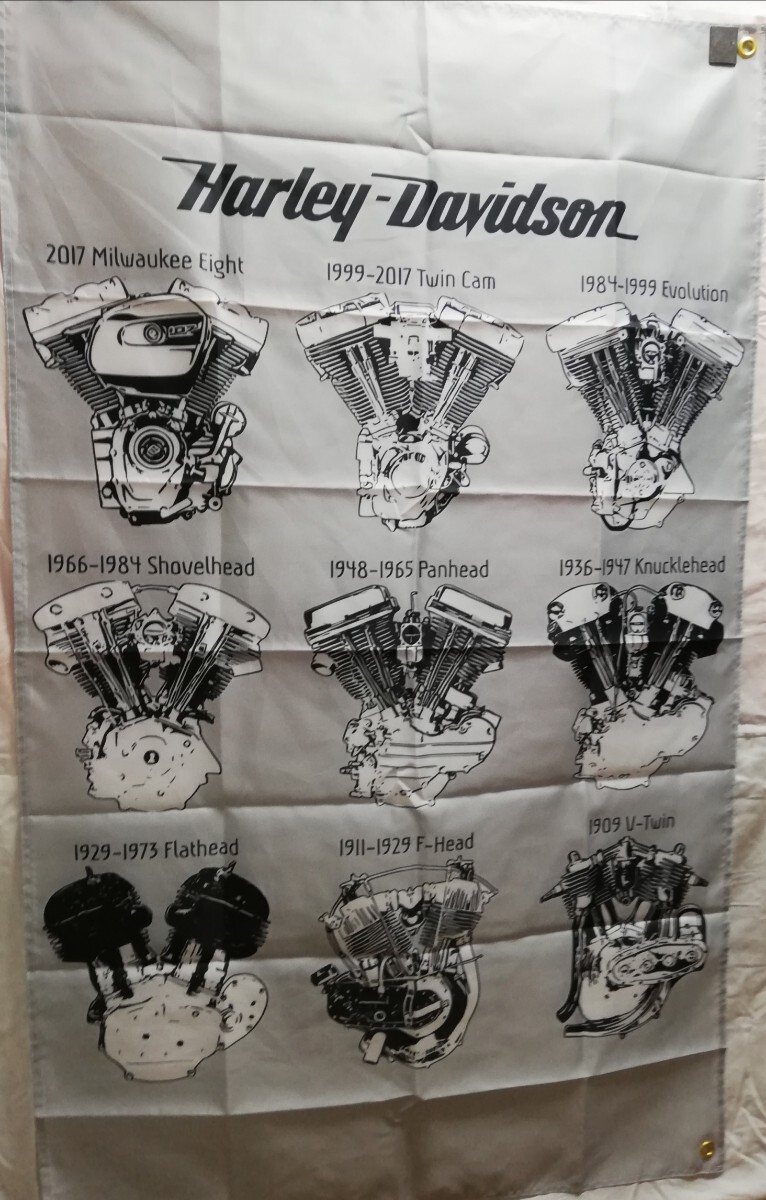 Harley-Davidson
2017 Milwaukee Eight
1999-2017 Twin Cam
1984-1999 Evolution
107
1966-1984 Shovelhead
1948-1965 Panhead
1936-1947 Knucklehead
1929-1973 Flathead
1911-1929 F-Head
1909 V-Twin